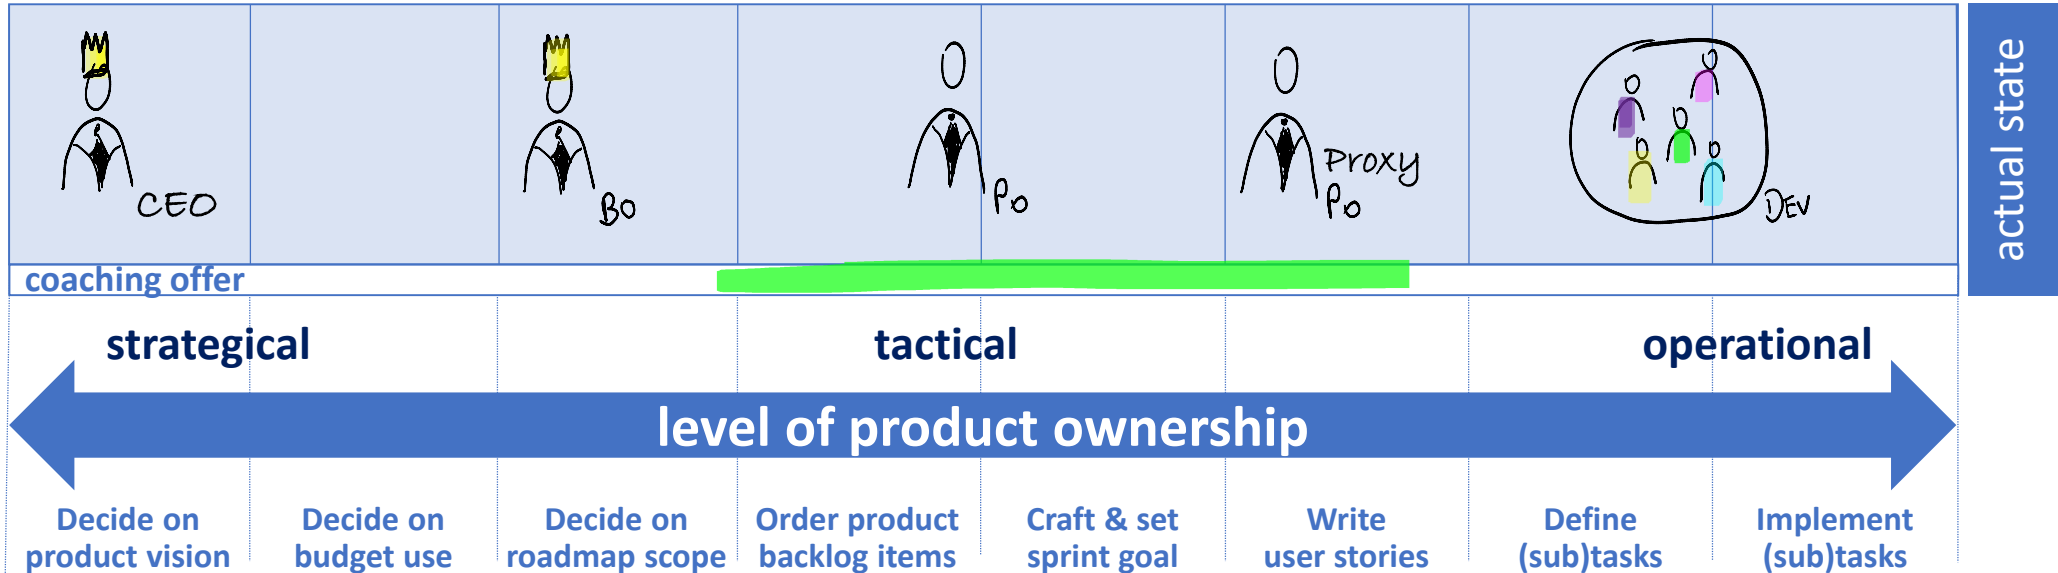 CEO
BO
PO
Proxy
PO
DEV
actual state
coaching offer
strategical
tactical
operational
level of product ownership
Decide on
product vision
Decide on
budget use
Decide on
roadmap scope
Order product
backlog items
Craft & set
sprint goal
Write
user stories
Define
(sub)tasks
Implement
(sub)tasks